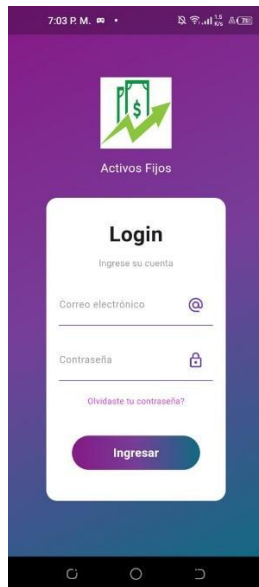 7:03 P. M.
$
Activos Fijos
Login
Ingrese su cuenta
Correo electrónico @
Contraseña
Olvidaste tu contraseña?
Ingresar